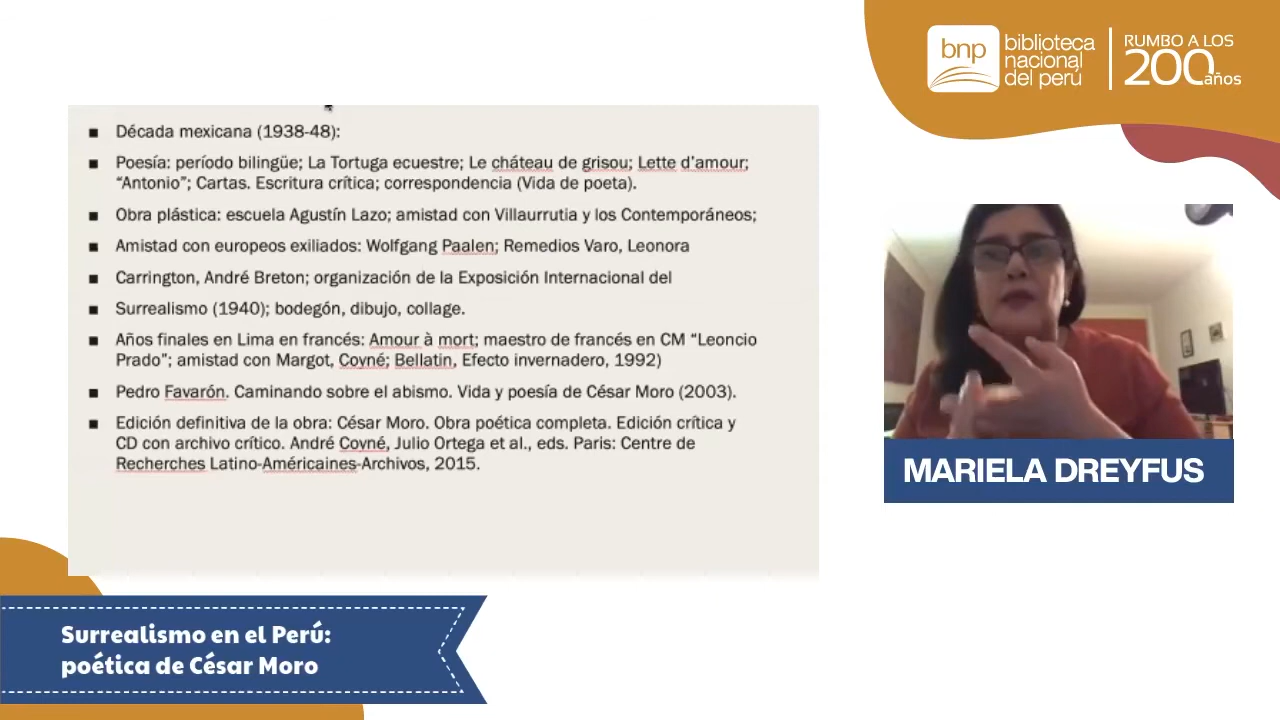 bnp
biblioteca
nacional
del perú
RUMBO A LOS
200
años
■ Década mexicana (1938-48):
■ Poesía: período bilingüe; La Tortuga ecuestre; Le cháteau de grisou; Lette d’amour;
“Antonio”; Cartas. Escritura crítica; correspondencia (Vida de poeta).
■ Obra plástica: escuela Agustín Lazo; amistad con Villaurrutia y los Contemporáneos;
■ Amistad con europeos exiliados: Wolfgang Paalen; Remedios Varo, Leonora
■ Carrington, André Breton; organización de la Exposición Internacional del
■ Surrealismo (1940); bodegón, dibujo, collage.
■ Años finales en Lima en francés: Amour à mort; maestro de francés en CM “Leoncio
Prado”; amistad con Margot, Coyné; Bellatin, Efecto invernadero, 1992)
■ Pedro Favarón. Caminando sobre el abismo. Vida y poesía de César Moro (2003).
■ Edición definitiva de la obra: César Moro. Obra poética completa. Edición crítica y
CD con archivo crítico. André Coyné, Julio Ortega et al., eds. Paris: Centre de
Recherches Latino-Américaines-Archivos, 2015.
MARIELA DREYFUS
Surrealismo en el Perú:
poética de César Moro